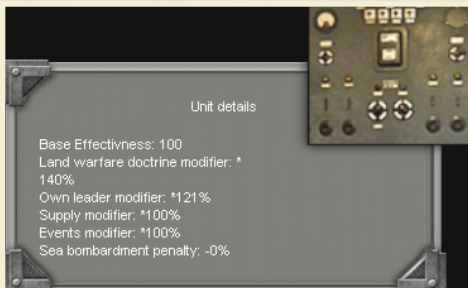 Unit details
Base Effectivness: 100
Land warfare doctrine modifier: *
140%
Own leader modifier: *121%
Supply modifier: *100%
Events modifier: *100%
Sea bombardment penalty: -0%